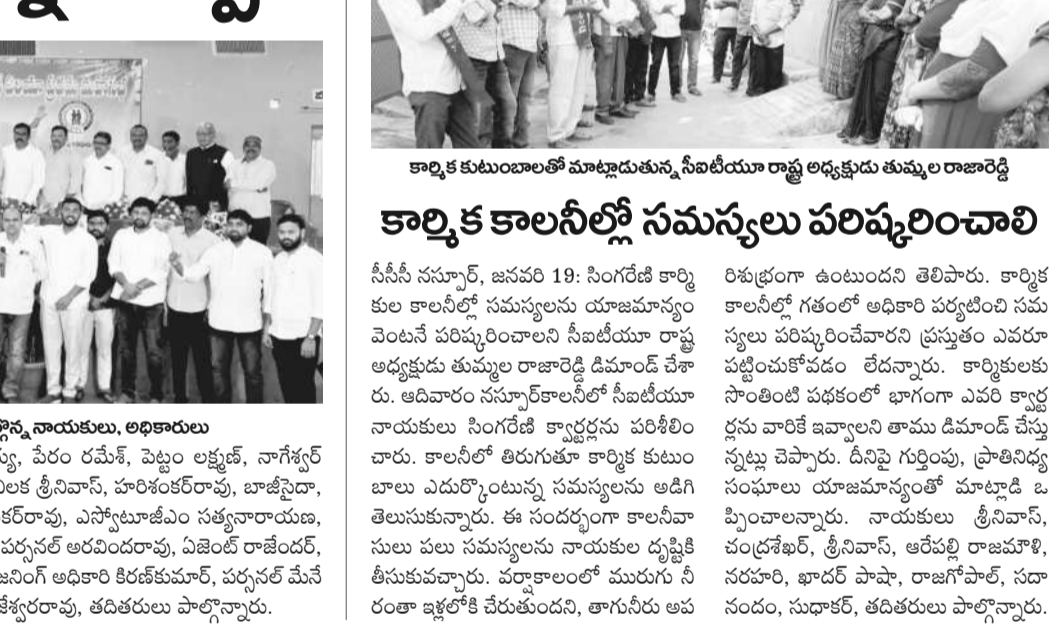 గొన్న నాయకులు, అధికారులు
య్య, పేరం రమేశ్, పెట్టం లక్ష్మణ్, నాగేశ్వర్
శ్రీనివాస్, హరిశంకర్‌రావు, బాజీసైదా,
కర్‌రావు, ఎస్వోటూజీఎం సత్యనారాయణ,
పర్సనల్ అరవిందరావు, ఏజెంట్ రాజేందర్,
జనింగ్ అధికారి కిరణ్‌కుమార్, పర్సనల్ మేనే
జేశ్వరరావు, తదితరులు పాల్గొన్నారు.
కార్మిక కుటుంబాలతో మాట్లాడుతున్న సీఐటీయూ రాష్ట్ర అధ్యక్షుడు తుమ్మల రాజారెడ్డి
కార్మిక కాలనీల్లో సమస్యలు పరిష్కరించాలి
సీసీసీ నస్పూర్, జనవరి 19: సింగరేణి కార్మి
కుల కాలనీల్లో సమస్యలను యాజమాన్యం
వెంటనే పరిష్కరించాలని సీఐటీయూ రాష్ట్ర
అధ్యక్షుడు తుమ్మల రాజారెడ్డి డిమాండ్ చేశా
రు. ఆదివారం నస్పూర్‌కాలనీలో సీఐటీయూ
నాయకులు సింగరేణి క్వార్టర్లను పరిశీలిం
చారు. కాలనీలో తిరుగుతూ కార్మిక కుటుం
బాలు ఎదుర్కొంటున్న సమస్యలను అడిగి
తెలుసుకున్నారు. ఈ సందర్భంగా కాలనీవా
సులు పలు సమస్యలను నాయకుల దృష్టికి
తీసుకువచ్చారు. వర్షాకాలంలో మురుగు నీ
రంతా ఇళ్లలోకి చేరుతుందని, తాగునీరు అప
రిశుభ్రంగా ఉంటుందని తెలిపారు. కార్మిక
కాలనీల్లో గతంలో అధికారి పర్యటించి సమ
స్యలు పరిష్కరించేవారని ప్రస్తుతం ఎవరూ
పట్టించుకోవడం లేదన్నారు. కార్మికులకు
సొంతింటి పథకంలో భాగంగా ఎవరి క్వార్ట
ర్లను వారికే ఇవ్వాలని తాము డిమాండ్ చేస్తు
న్నట్లు చెప్పారు. దీనిపై గుర్తింపు, ప్రాతినిధ్య
సంఘాలు యాజమాన్యంతో మాట్లాడి ఒ
ప్పించాలన్నారు. నాయకులు శ్రీనివాస్,
చంద్రశేఖర్, శ్రీనివాస్, ఆరేపల్లి రాజమౌళి,
నరహరి, ఖాదర్ పాషా, రాజగోపాల్, సదా
నందం, సుధాకర్, తదితరులు పాల్గొన్నారు.